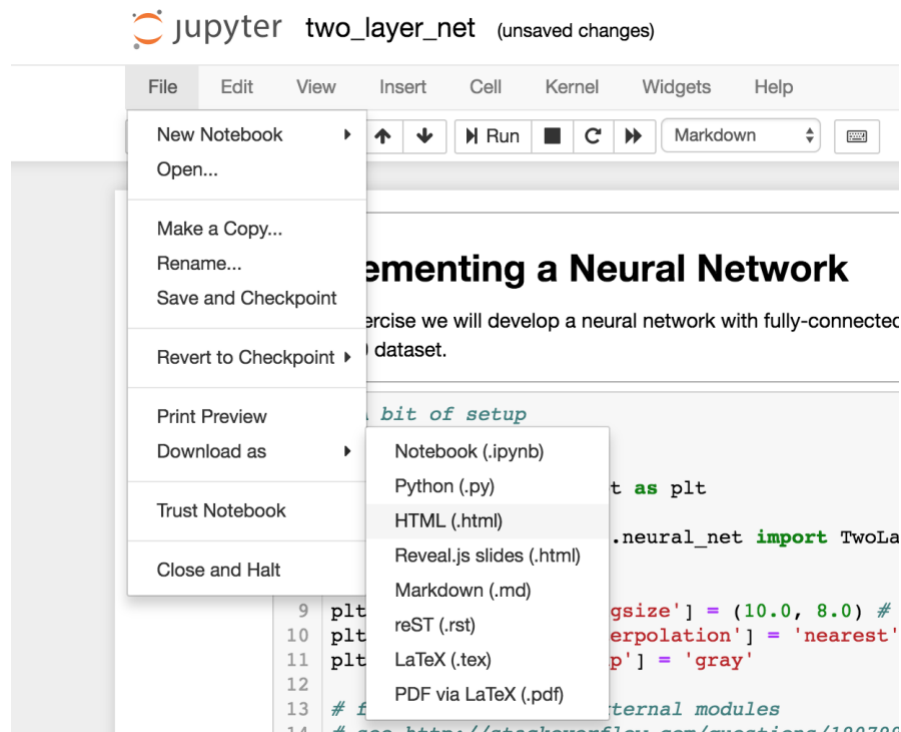 jupyter two_layer_net (unsaved changes)
File Edit View Insert Cell Kernel Widgets Help
New Notebook
Run Markdown
Open...
Make a Copy...
Rename...
Save and Checkpoint
Revert to Checkpoint
Print Preview
Download as
Trust Notebook
Close and Halt
Notebook (.ipynb)
Python (.py)
HTML (.html)
Reveal.js slides (.html)
Markdown (.md)
reST (.rst)
LaTeX (.tex)
PDF via LaTeX (.pdf)
ementing a Neural Network
ercise we will develop a neural network with fully-connected
dataset.
bit of setup
t as plt
.neural_net import TwoLa
9 plt gsize'] = (10.0, 8.0) #
10 plt erpolation'] = 'nearest'
11 plt p'] = 'gray'
12
13 # f ternal modules